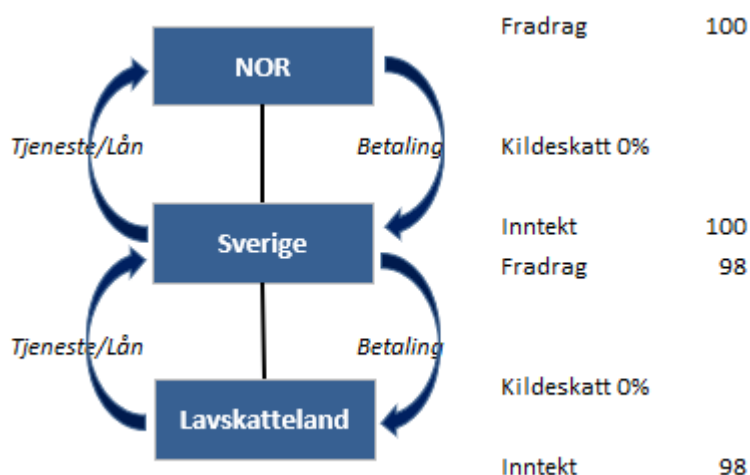 Fradrag 100
NOR
Tjeneste/Lån Betaling Kildeskatt 0%
Sverige
Inntekt 100
Fradrag 98
Tjeneste/Lån Betaling
Kildeskatt 0%
Lavskatteland
Inntekt 98